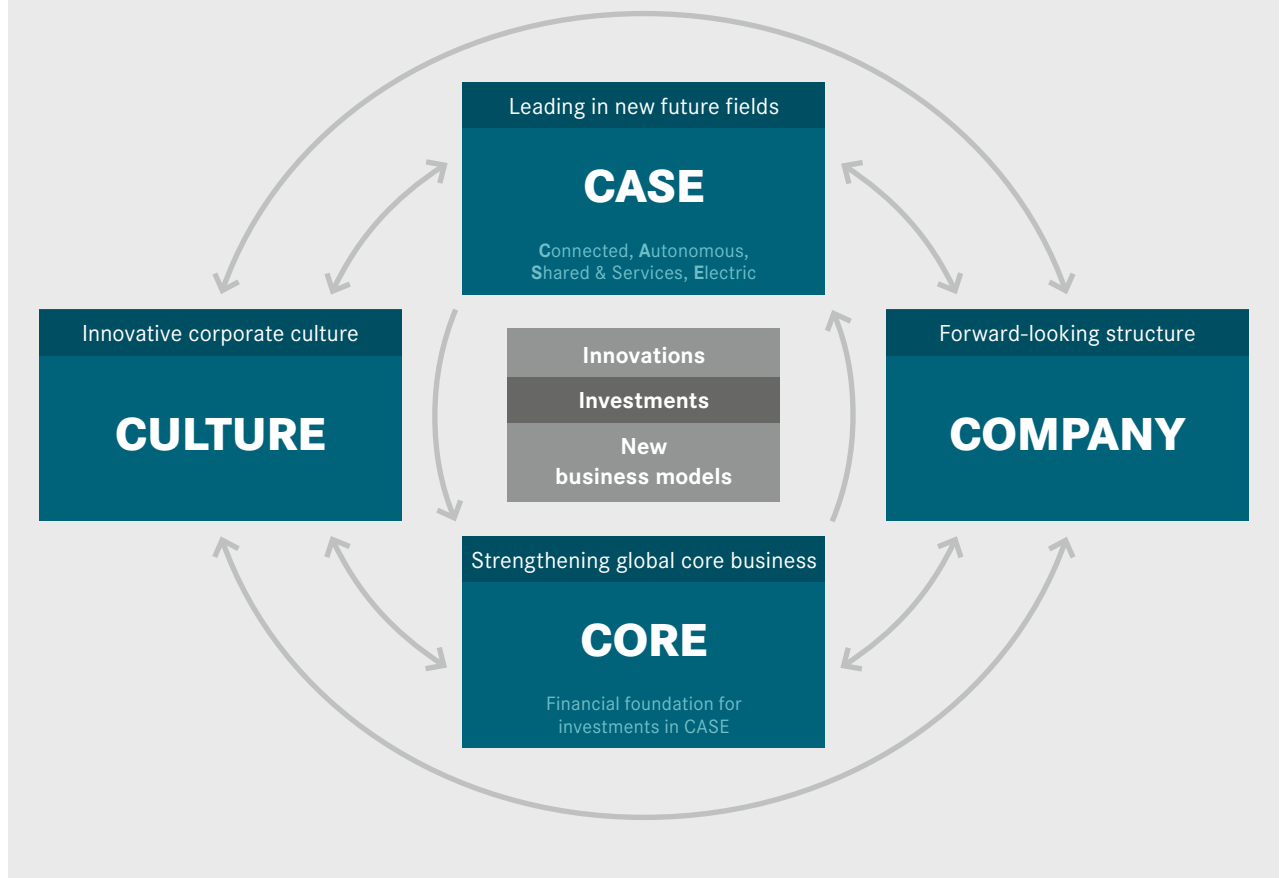 Leading in new future fields
CASE
Connected, Autonomous,
Shared & Services, Electric
Innovative corporate culture
CULTURE
Innovations
Investments
New
business models
Forward-looking structure
COMPANY
Strengthening global core business
CORE
Financial foundation for
investments in CASE